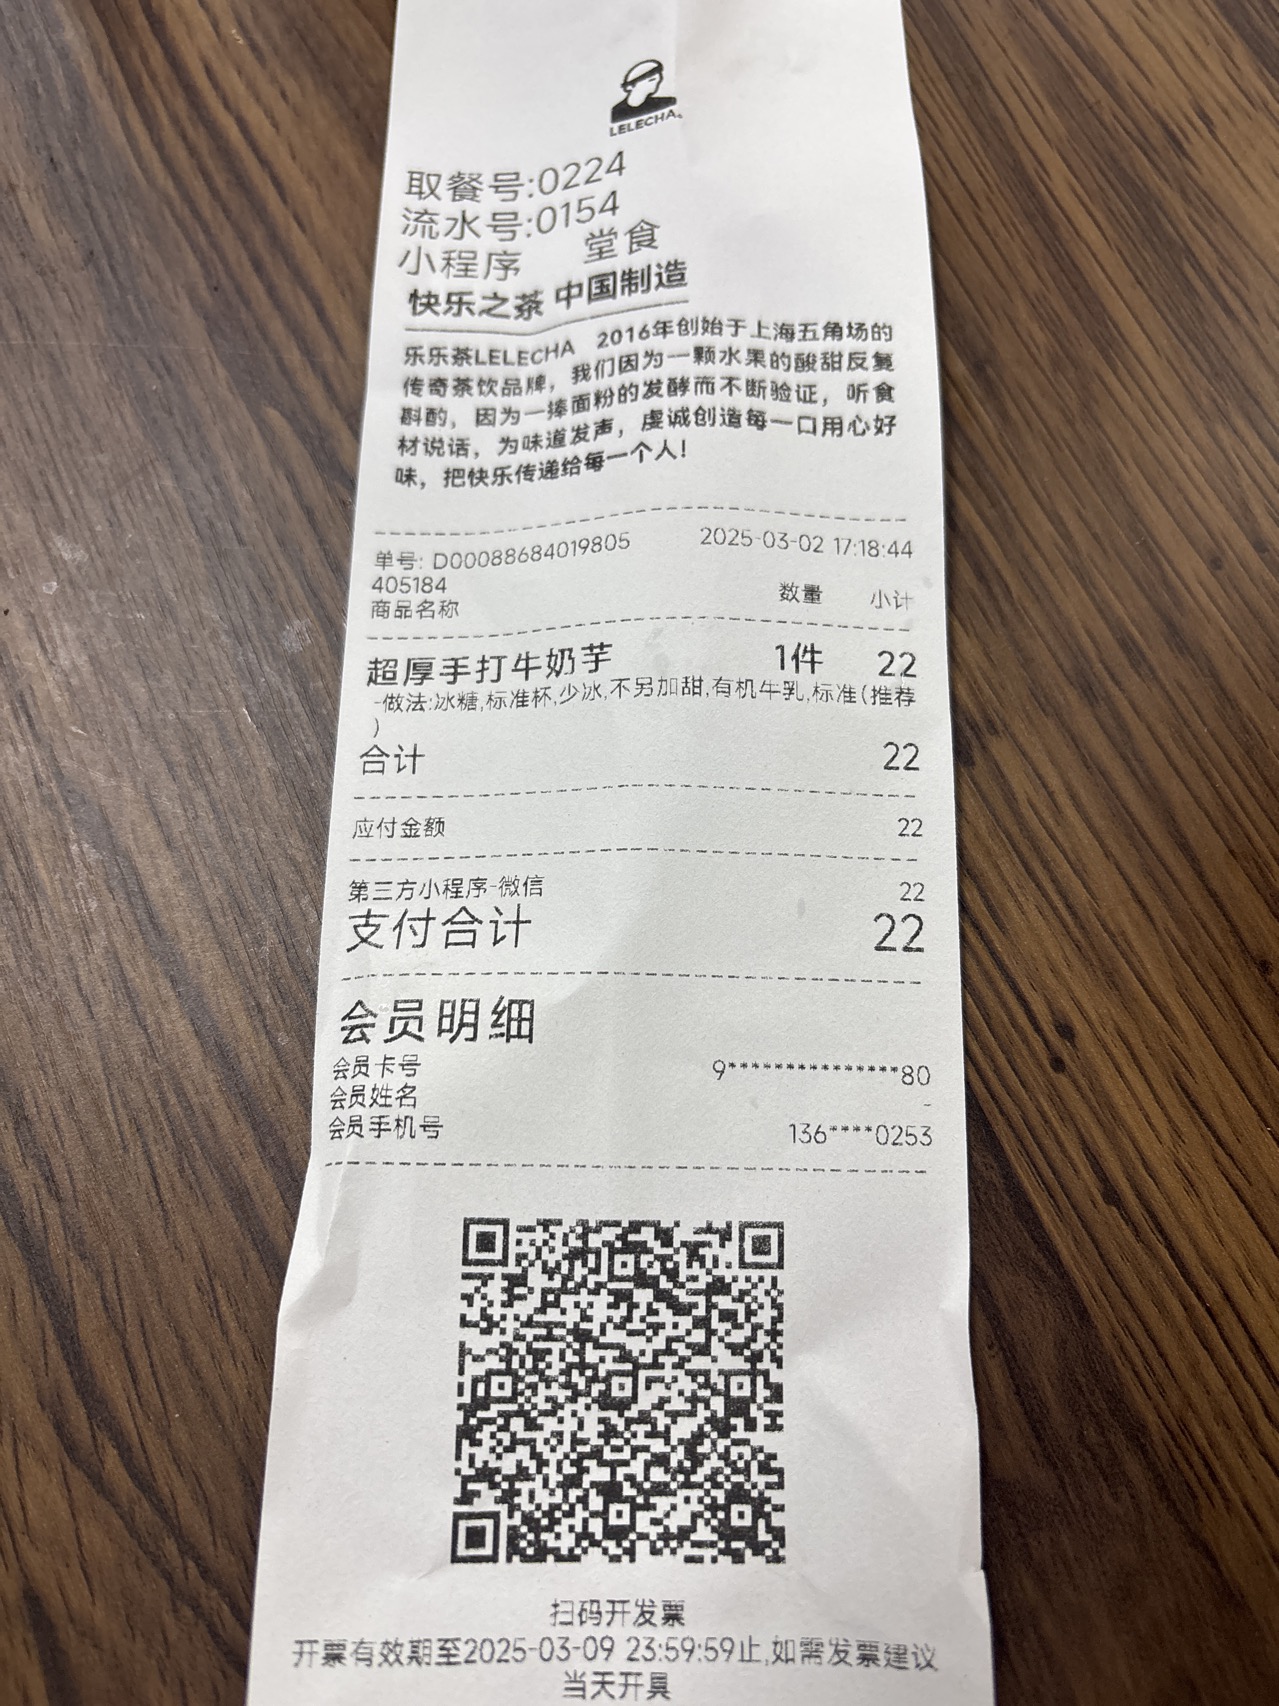 LELECHA
取餐号:0224
流水号:0154
小程序 堂食
快乐之茶 中国制造
乐乐茶LELECHA 2016年创始于上海五角场的
传奇茶饮品牌，我们因为一颗水果的酸甜反复
斟酌，因为一捧面粉的发酵而不断验证，听食
材说话，为味道发声，虔诚创造每一口用心好
味，把快乐传递给每一个人!
单号: D00088684019805 2025-03-02 17:18:44
405184
商品名称 数量 小计
超厚手打牛奶芋 1件 22
-做法:冰糖,标准杯,少冰,不另加甜,有机牛乳,标准(推荐
)
合计 22
应付金额 22
第三方小程序-微信 22
支付合计 22
会员明细
会员卡号 9***************80
会员姓名 -
会员手机号 136****0253
扫码开发票
开票有效期至2025-03-09 23:59:59止,如需发票建议
当天开具